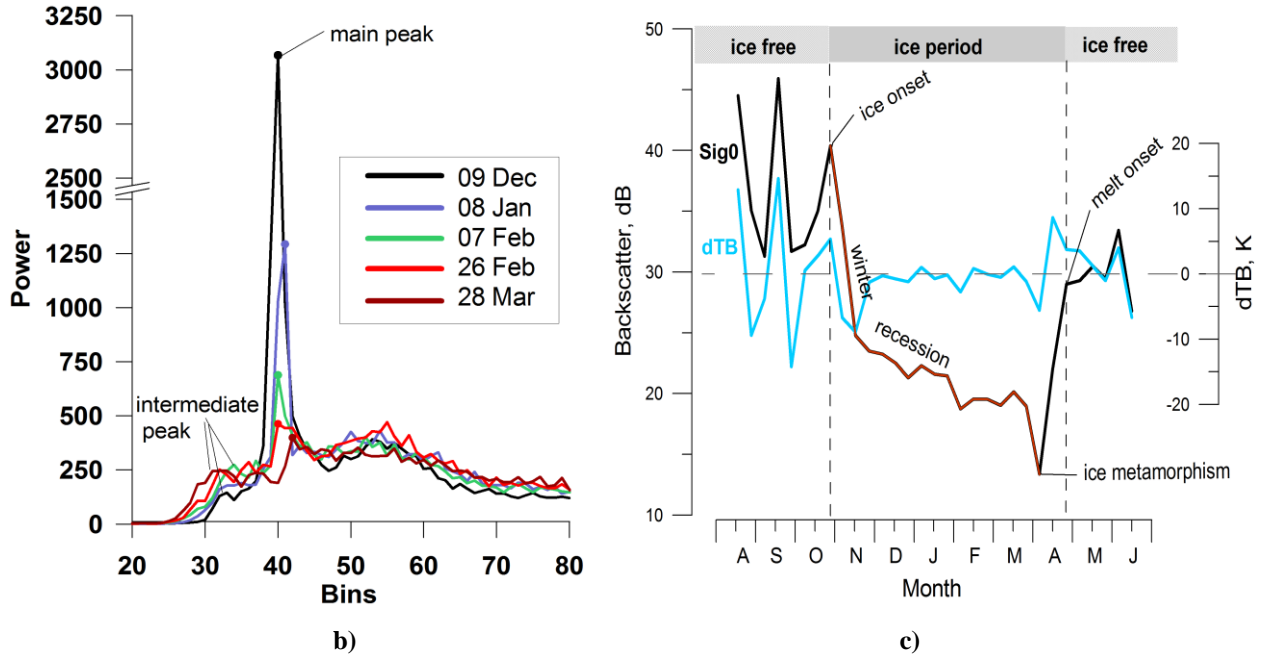 3250
3000
2750
2500
1500
1250
1000
750
500
250
0
Power
main peak
09 Dec
08 Jan
07 Feb
26 Feb
28 Mar
intermediate
peak
20 30 40 50 60 70 80
Bins
b)
50
40
30
20
10
Backscatter, dB
ice free ice period ice free
ice onset
Sig0
dTB
winter
recession
melt onset
ice metamorphism
20
10
0
-10
-20
dTB, K
A S O N D J F M A M J
Month
c)